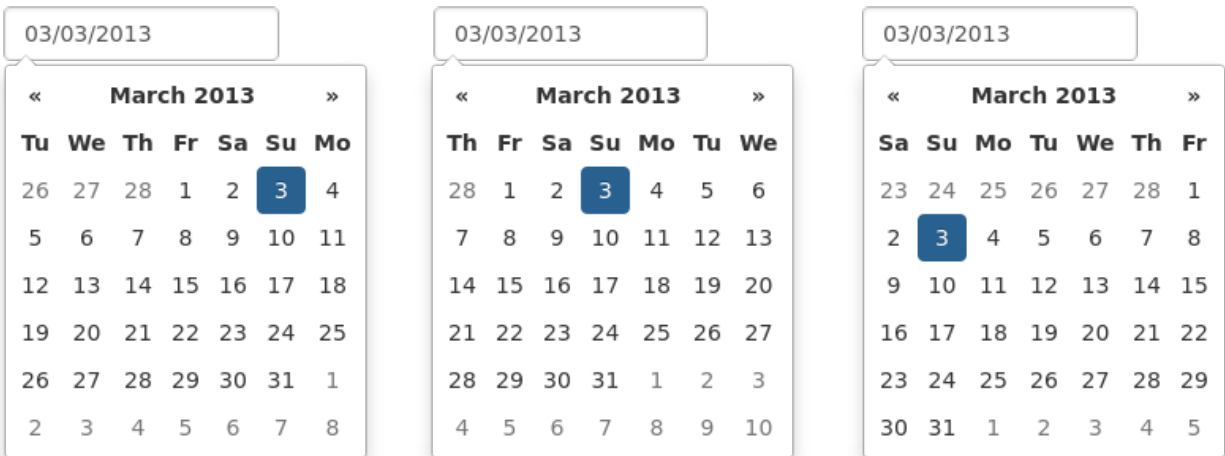 03/03/2013 03/03/2013 03/03/2013
« March 2013 » « March 2013 » « March 2013 »
Tu We Th Fr Sa Su Mo Th Fr Sa Su Mo Tu We Sa Su Mo Tu We Th Fr
26 27 28 1 2 3 4 28 1 2 3 4 5 6 23 24 25 26 27 28 1
5 6 7 8 9 10 11 7 8 9 10 11 12 13 2 3 4 5 6 7 8
12 13 14 15 16 17 18 14 15 16 17 18 19 20 9 10 11 12 13 14 15
19 20 21 22 23 24 25 21 22 23 24 25 26 27 16 17 18 19 20 21 22
26 27 28 29 30 31 1 28 29 30 31 1 2 3 23 24 25 26 27 28 29
2 3 4 5 6 7 8 4 5 6 7 8 9 10 30 31 1 2 3 4 5